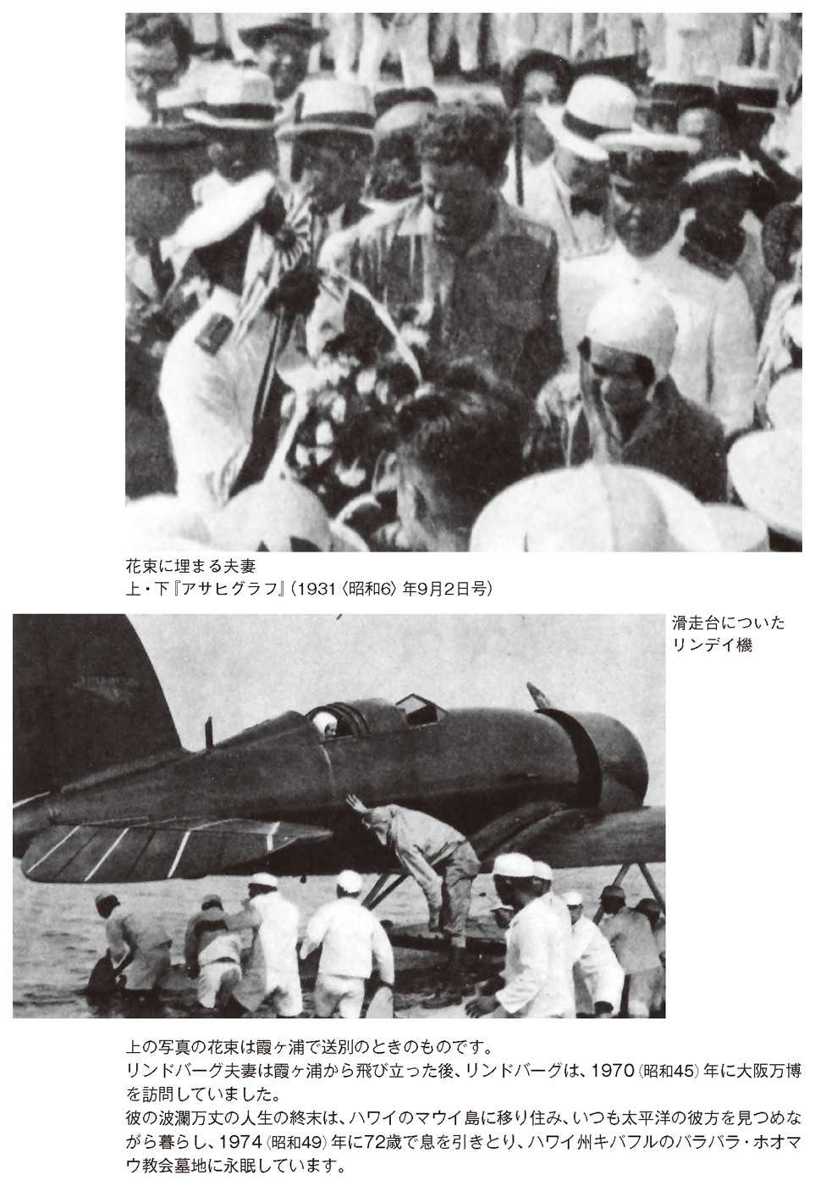 花束に埋まる夫妻
上・下『アサヒグラフ』（1931〈昭和6〉年9月2日号）
滑走台についた
リンデイ機
上の写真の花束は霞ヶ浦で送別のときのものです。
リンドバーグ夫妻は霞ヶ浦から飛び立った後、リンドバーグは、1970（昭和45）年に大阪万博
を訪問していました。
彼の波瀾万丈の人生の終末は、ハワイのマウイ島に移り住み、いつも太平洋の彼方を見つめな
がら暮らし、1974（昭和49）年に72歳で息を引きとり、ハワイ州キバフルのバラバラ・ホオマ
ウ教会墓地に永眠しています。